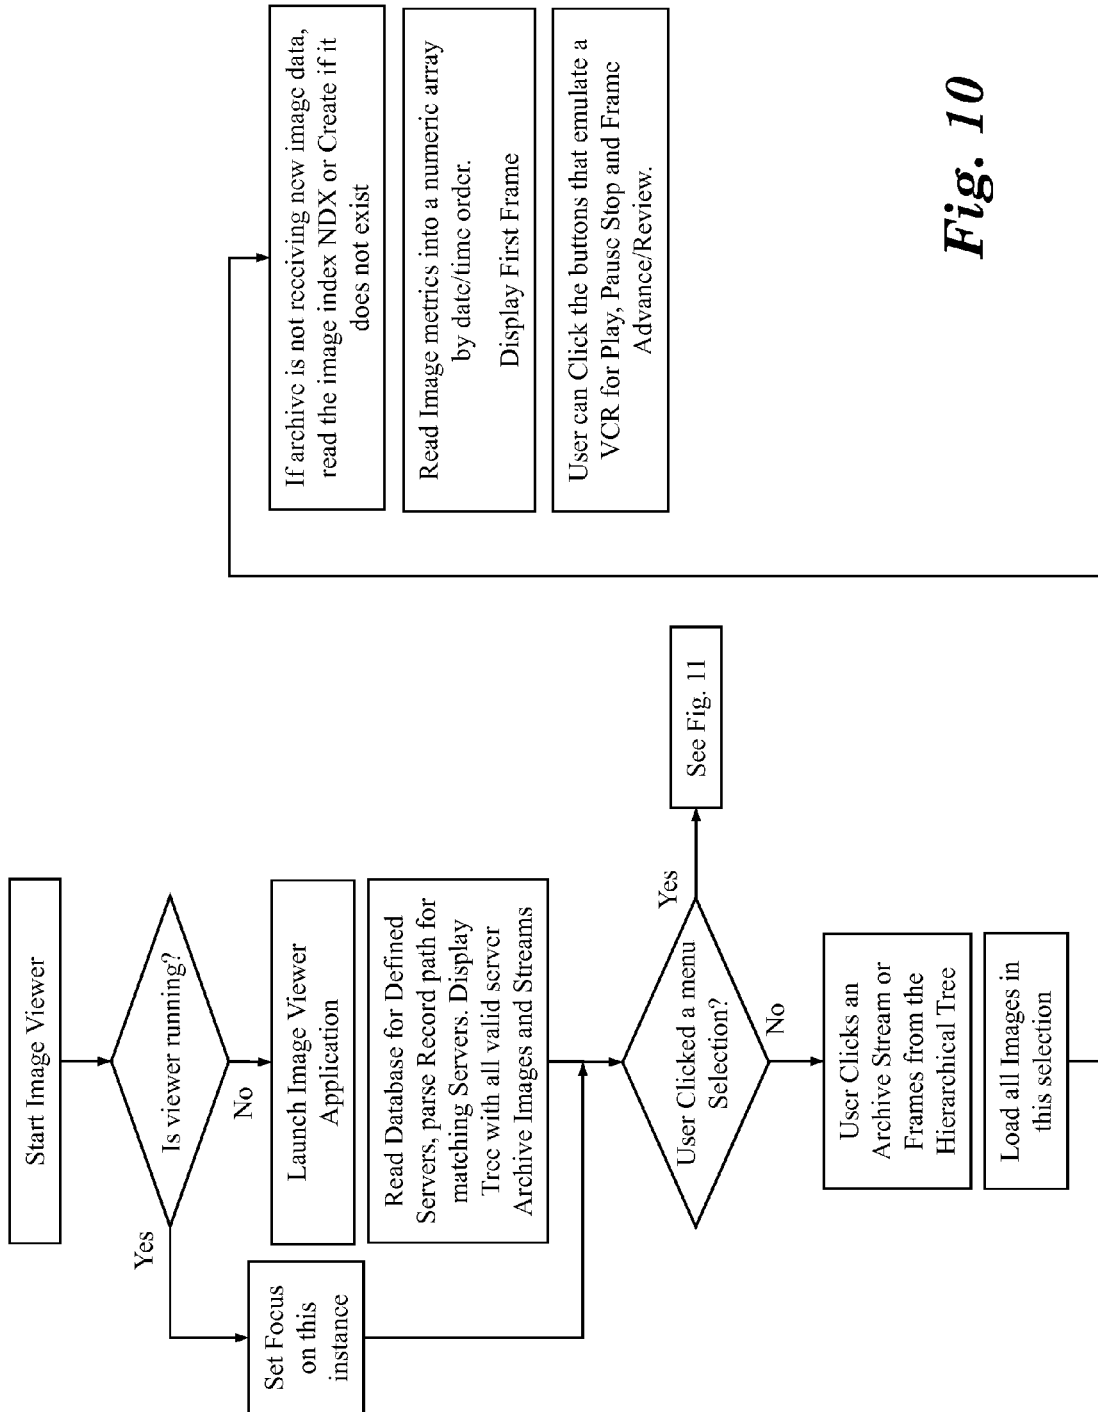 Start Image Viewer
Is viewer running?
Yes
No
Set Focus
on this
instance
Launch Image Viewer
Application
Read Database for Defined
Servers, parse Record path for
matching Servers. Display
Tree with all valid server
Archive Images and Streams
User Clicked a menu
Selection?
Yes
See Fig. 11
No
User Clicks an
Archive Stream or
Frames from the
Hierarchical Tree
Load all Images in
this selection
If archive is not receiving new image data,
read the image index NDX or Create if it
does not exist
Read Image metrics into a numeric array
by date/time order.
Display First Frame
User can Click the buttons that emulate a
VCR for Play, Pause Stop and Frame
Advance/Review.
Fig. 10